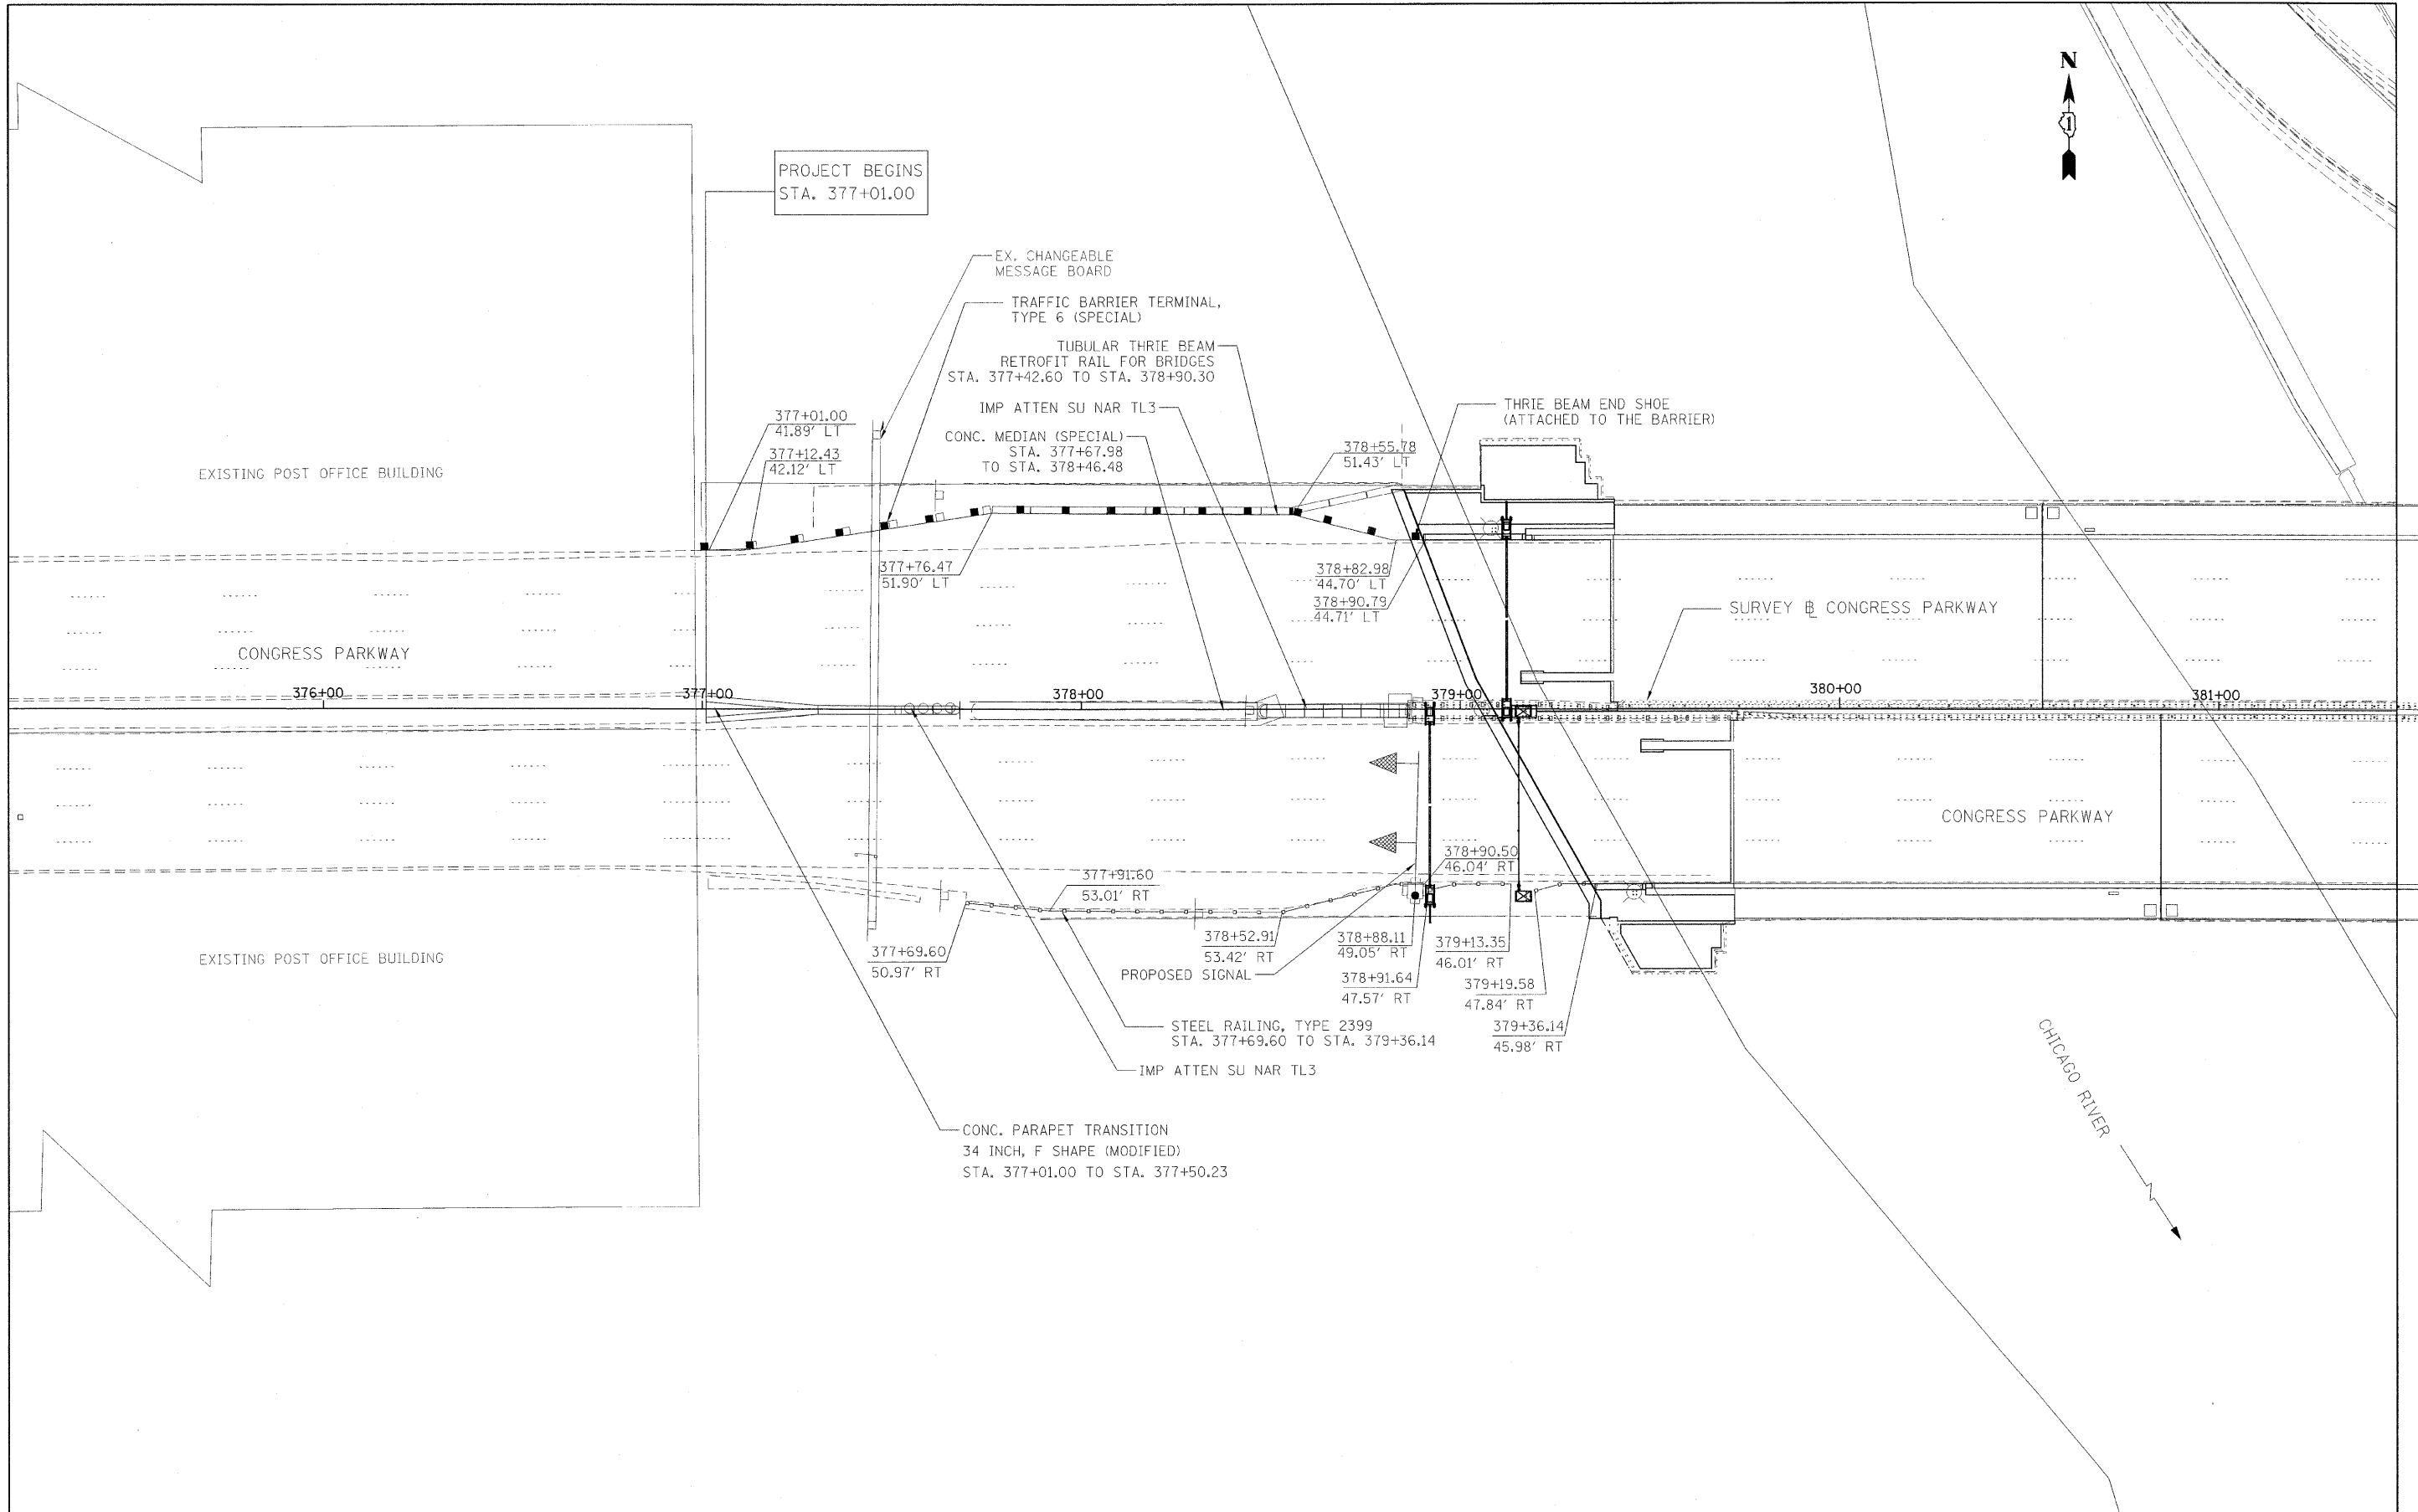 N
1
PROJECT BEGINS
STA. 377+01.00
EX. CHANGEABLE
MESSAGE BOARD
TRAFFIC BARRIER TERMINAL,
TYPE 6 (SPECIAL)
TUBULAR THRIE BEAM
RETROFIT RAIL FOR BRIDGES
STA. 377+42.60 TO STA. 378+90.30
IMP ATTEN SU NAR TL3
CONC. MEDIAN (SPECIAL)
STA. 377+67.98
TO STA. 378+46.48
THRIE BEAM END SHOE
(ATTACHED TO THE BARRIER)
377+01.00
41.89' LT
377+12.43
42.12' LT
378+55.78
51.43' LT
EXISTING POST OFFICE BUILDING
377+76.47
51.90' LT
378+82.98
44.70' LT
378+90.79
44.71' LT
SURVEY BL CONGRESS PARKWAY
CONGRESS PARKWAY
376+00
377+00
378+00
379+00
380+00
381+00
CONGRESS PARKWAY
378+90.50
46.04' RT
377+91.60
53.01' RT
377+69.60
50.97' RT
378+52.91
53.42' RT
378+88.11
49.05' RT
379+13.35
46.01' RT
EXISTING POST OFFICE BUILDING
PROPOSED SIGNAL
378+91.64
47.57' RT
379+19.58
47.84' RT
STEEL RAILING, TYPE 2399
STA. 377+69.60 TO STA. 379+36.14
379+36.14
45.98' RT
IMP ATTEN SU NAR TL3
CHICAGO RIVER
CONC. PARAPET TRANSITION
34 INCH, F SHAPE (MODIFIED)
STA. 377+01.00 TO STA. 377+50.23